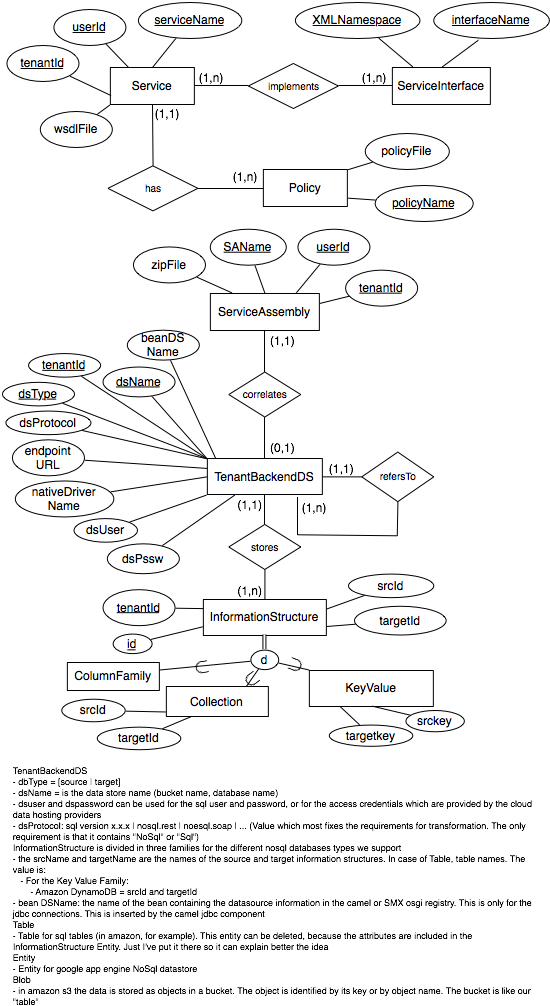 userId
serviceName
XMLNamespace
interfaceName
tenantId
Service
(1,n)
implements
(1,n)
ServiceInterface
(1,1)
wsdlFile
policyFile
has
(1,n)
Policy
policyName
SAName
userId
zipFile
tenantId
ServiceAssembly
(1,1)
beanDS
Name
tenantId
dsName
dsType
correlates
dsProtocol
(0,1)
endpoint
URL
TenantBackendDS
(1,1)
refersTo
nativeDriver
Name
(1,1)
(1,n)
dsUser
dsPssw
stores
(1,n)
srcId
tenantId
InformationStructure
targetId
id
d
ColumnFamily
KeyValue
srcId
Collection
targetId
srckey
targetkey
TenantBackendDS
- dbType = [source | target]
- dsName = is the data store name (bucket name, database name)
- dsuser and dspassword can be used for the sql user and password, or for the access credentials which are provided by the cloud
data hosting providers
- dsProtocol: sql version x.x.x | nosql.rest | noesql.soap | ... (Value which most fixes the requirements for transformation. The only
requirement is that it contains "NoSql" or "Sql")
InformationStructure is divided in three families for the different nosql databases types we support
- the srcName and targetName are the names of the source and target information structures. In case of Table, table names. The
value is:
- For the Key Value Family:
- Amazon DynamoDB = srcId and targetId
- bean DSName: the name of the bean containing the datasource information in the camel or SMX osgi registry. This is only for the
jdbc connections. This is inserted by the camel jdbc component
Table
- Table for sql tables (in amazon, for example). This entity can be deleted, because the attributes are included in the
InformationStructure Entity. Just I've put it there so it can explain better the idea
Entity
- Entity for google app engine NoSql datastore
Blob
- in amazon s3 the data is stored as objects in a bucket. The object is identified by its key or by object name. The bucket is like our
"table"